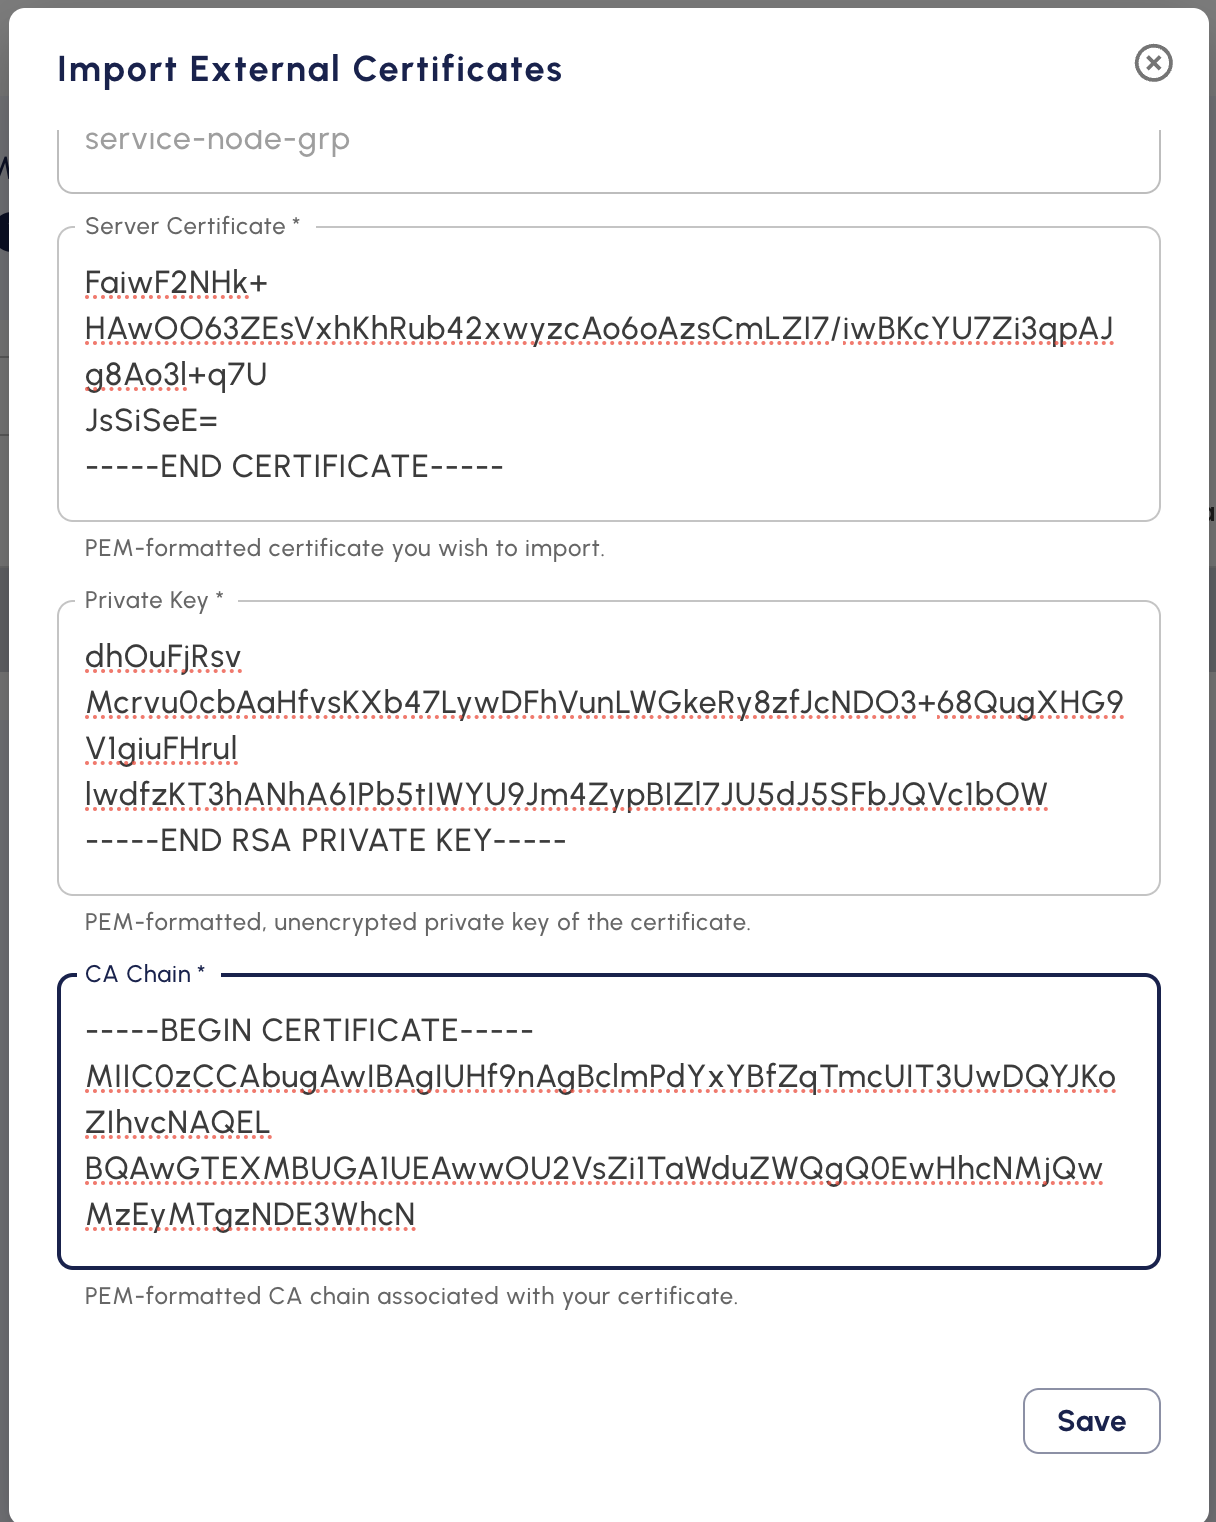 Import External Certificates
service-node-grp
Server Certificate *
FaiwF2NHk+
HAwOO63ZEsVxhKhRub42xwyzcAo6oAzsCmLZI7/iwBKcYU7Zi3qpAJ
g8Ao3l+q7U
JsSiSeE=
-----END CERTIFICATE-----
PEM-formatted certificate you wish to import.
Private Key *
dhOuFjRsv
Mcrvu0cbAaHfvsKXb47LywDFhVunLWGkeRy8zfJcNDO3+68QugXHG9
V1giuFHrul
lwdfzKT3hANhA61Pb5tIWYU9Jm4ZypBIZl7JU5dJ5SFbJQVc1bOW
-----END RSA PRIVATE KEY-----
PEM-formatted, unencrypted private key of the certificate.
CA Chain *
-----BEGIN CERTIFICATE-----
MIIC0zCCAbugAwIBAgIUHf9nAgBclmPdYxYBfZqTmcUIT3UwDQYJKo
ZIhvcNAQEL
BQAwGTEXMBUGA1UEAwwOU2VsZi1TaWduZWQgQ0EwHhcNMjQw
MzEyMTgzNDE3WhcN
PEM-formatted CA chain associated with your certificate.
Save